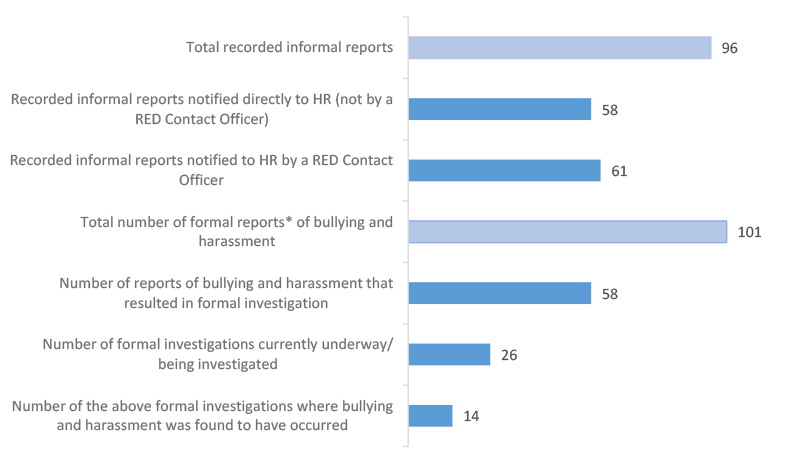 Total recorded informal reports
96
Recorded informal reports notified directly to HR (not by a
RED Contact Officer)
58
Recorded informal reports notified to HR by a RED Contact
Officer
61
Total number of formal reports* of bullying and
harassment
101
Number of reports of bullying and harassment that
resulted in formal investigation
58
Number of formal investigations currently underway/
being investigated
26
Number of the above formal investigations where bullying
and harassment was found to have occurred
14